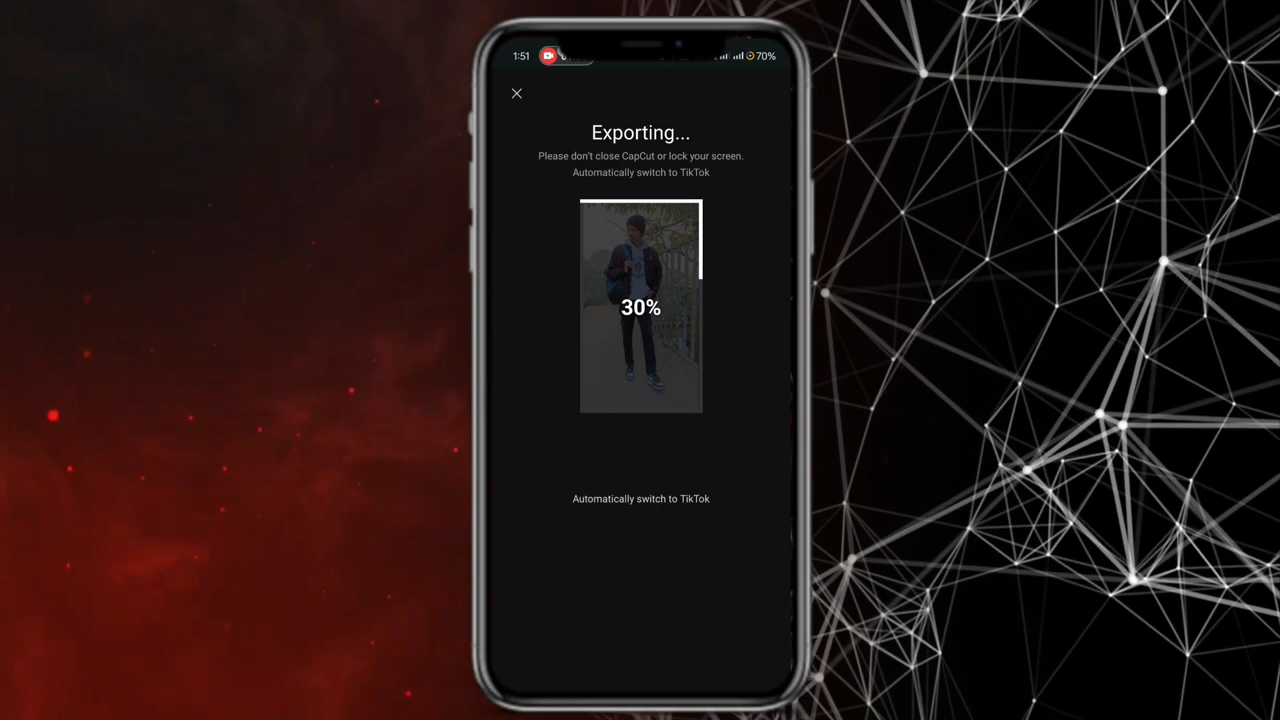 1:51 70%
Exporting...
Please don't close CapCut or lock your screen.
Automatically switch to TikTok
30%
Automatically switch to TikTok